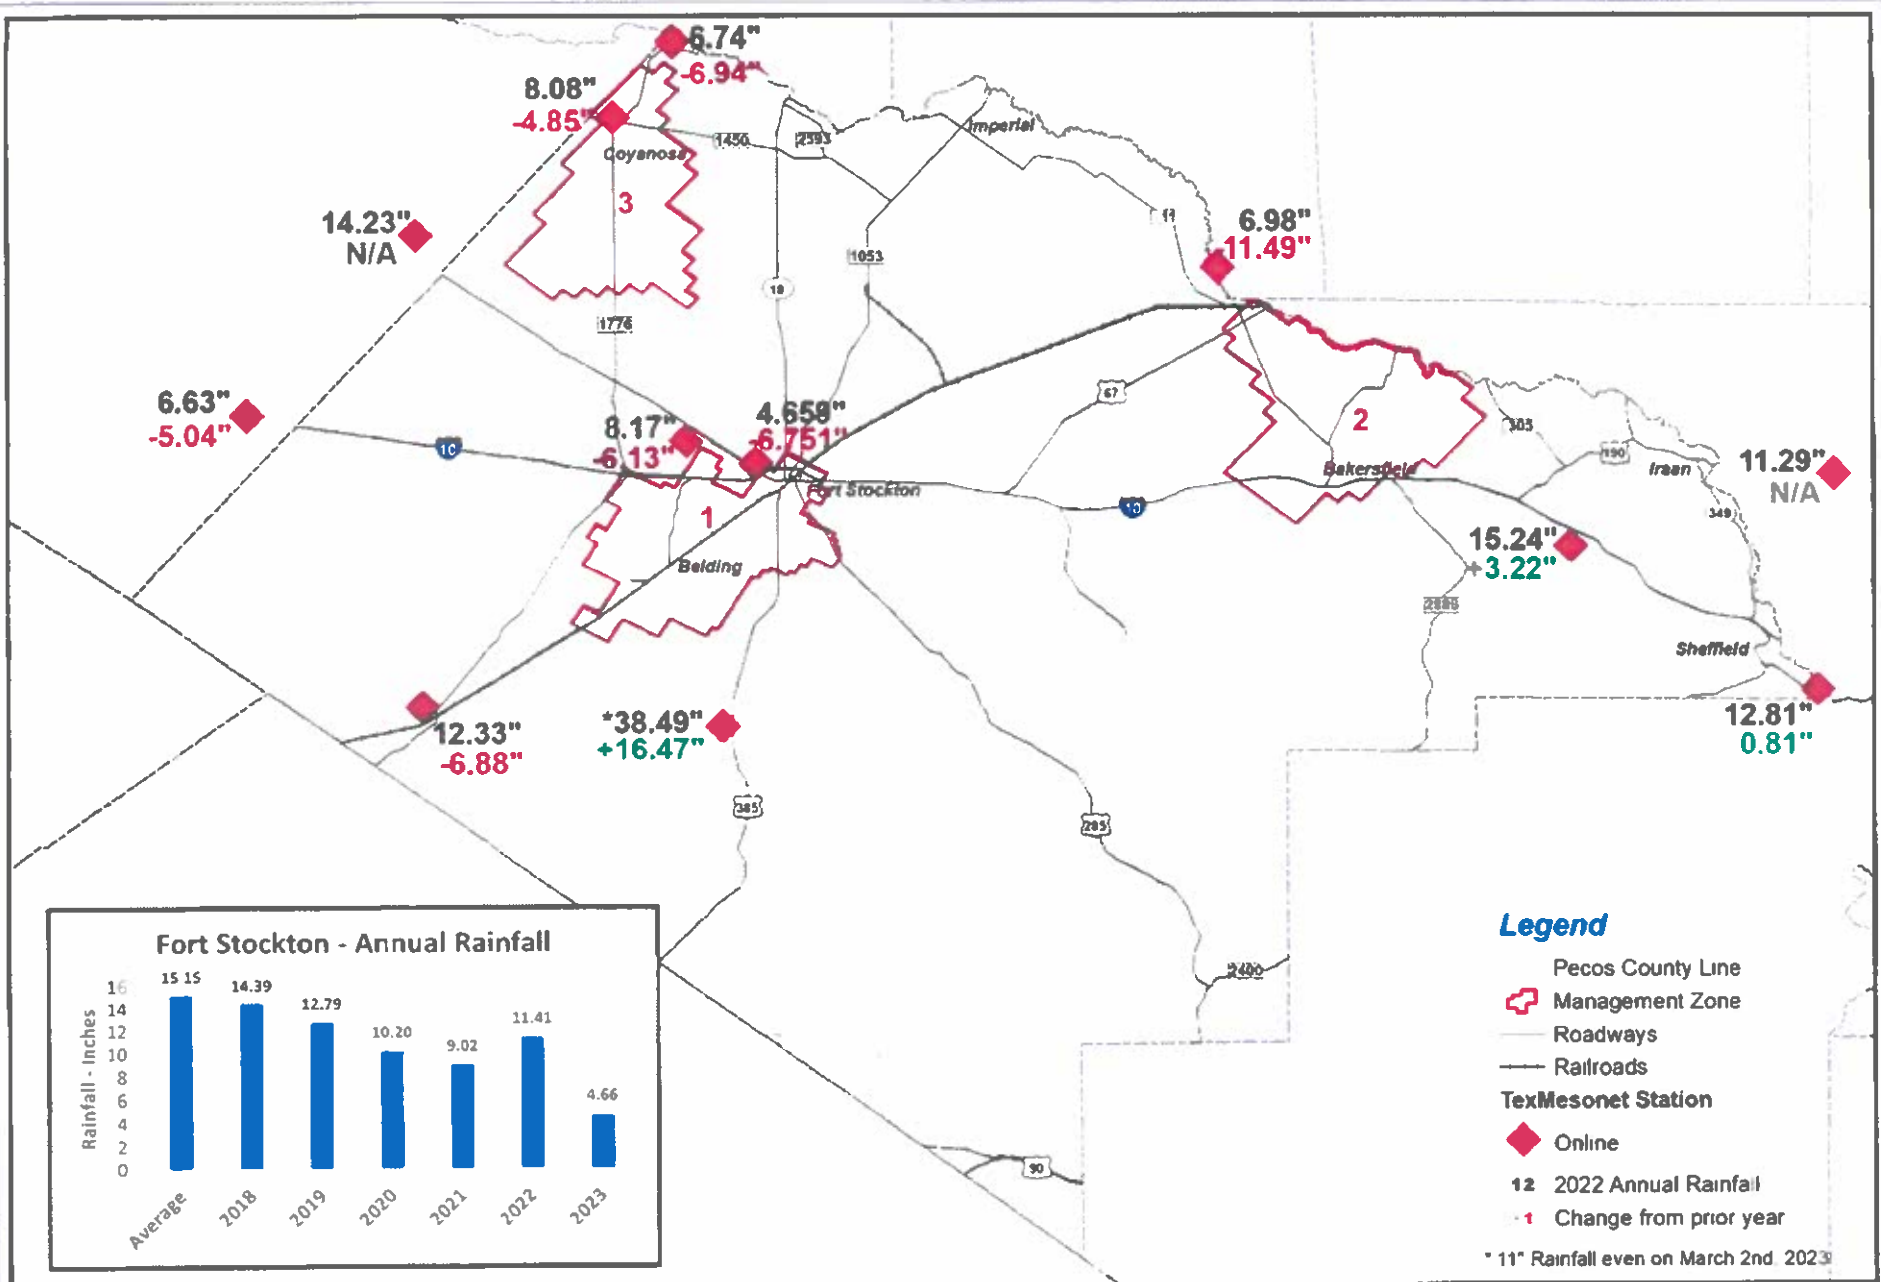 6.74"
-6.94"
8.08"
-4.85"
Coyanosa
1450
2593
Imperial
3
14.23"
N/A
11
6.98"
11.49"
1053
18
1776
6.63"
-5.04"
10
8.17"
-6.13"
4.659"
-6.751"
67
2
305
190
Iraan
11.29"
N/A
Bakersfield
Fort Stockton
10
349
1
Belding
15.24"
+3.22"
2886
Sheffield
12.33"
-6.88"
*38.49"
+16.47"
12.81"
0.81"
385
285
2400
90
Fort Stockton - Annual Rainfall
Rainfall - Inches
16
14
12
10
8
6
4
2
0
15.15
14.39
12.79
10.20
9.02
11.41
4.66
Average
2018
2019
2020
2021
2022
2023
Legend
Pecos County Line
Management Zone
Roadways
Railroads
TexMesonet Station
Online
12 2022 Annual Rainfall
-1 Change from prior year
* 11" Rainfall even on March 2nd, 2023